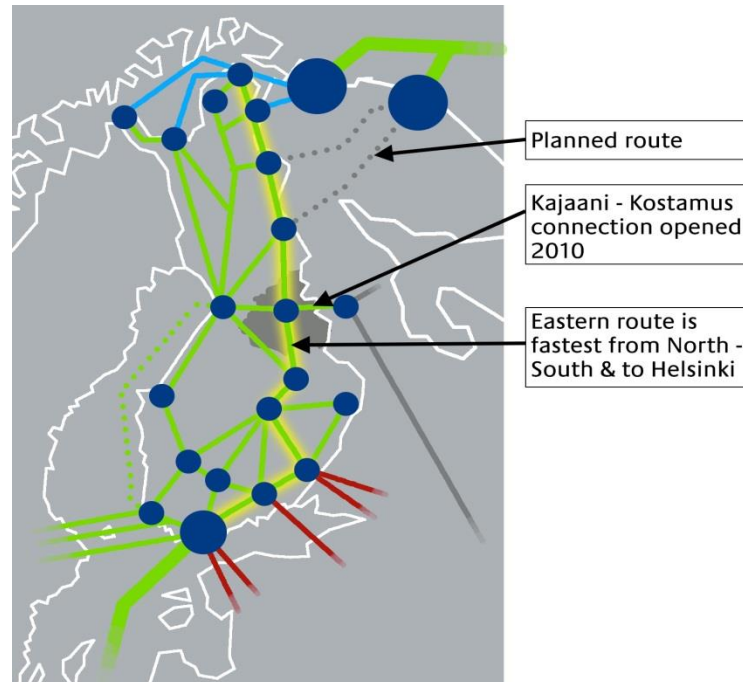 Planned route
Kajaani - Kostamus
connection opened
2010
Eastern route is
fastest from North -
South & to Helsinki